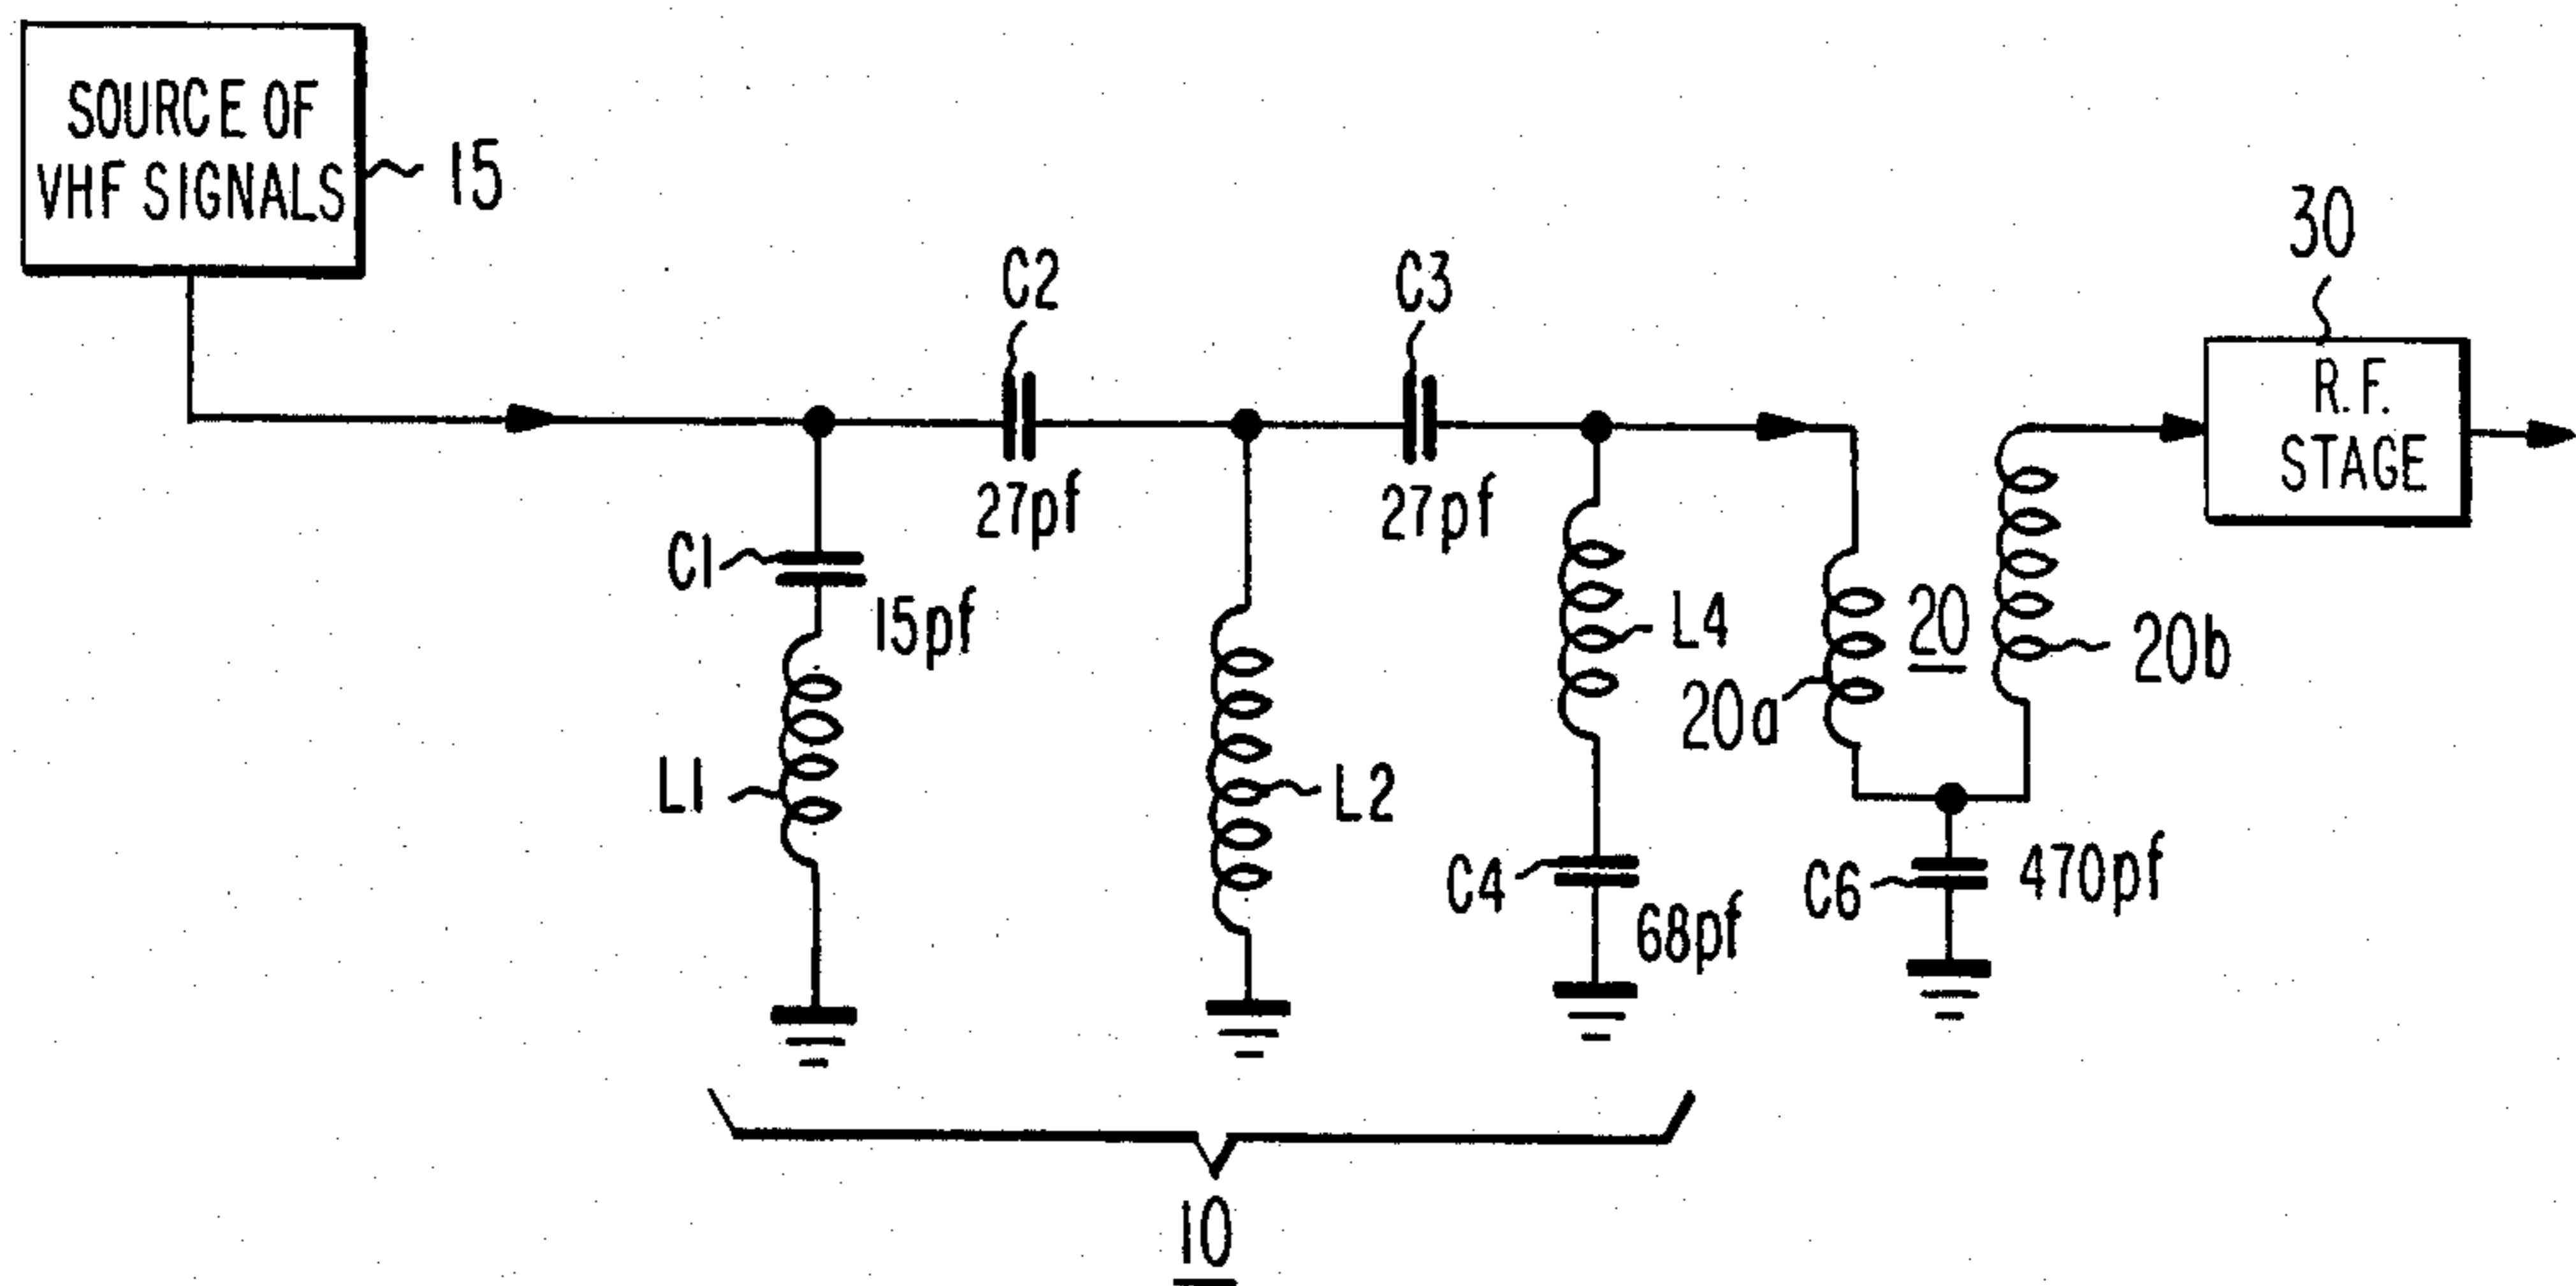 SOURCE OF
VHF SIGNALS
15
C2
27pf
C3
27pf
30
R.F.
STAGE
C1
15pf
L1
L2
L4
20a
20
20b
C4
68pf
C6
470pf
10